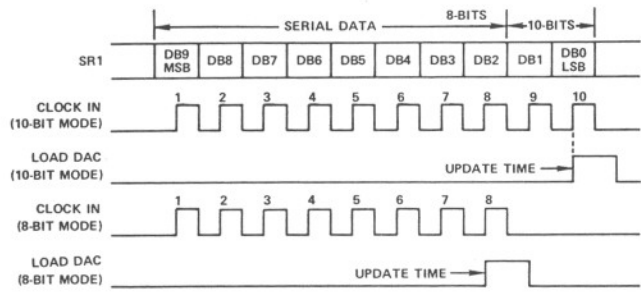 SERIAL DATA 8-BITS 10-BITS
SR1 DB9 MSB DB8 DB7 DB6 DB5 DB4 DB3 DB2 DB1 DB0 LSB
1 2 3 4 5 6 7 8 9 10
CLOCK IN
(10-BIT MODE)
LOAD DAC
(10-BIT MODE)
UPDATE TIME
1 2 3 4 5 6 7 8
CLOCK IN
(8-BIT MODE)
LOAD DAC
(8-BIT MODE)
UPDATE TIME